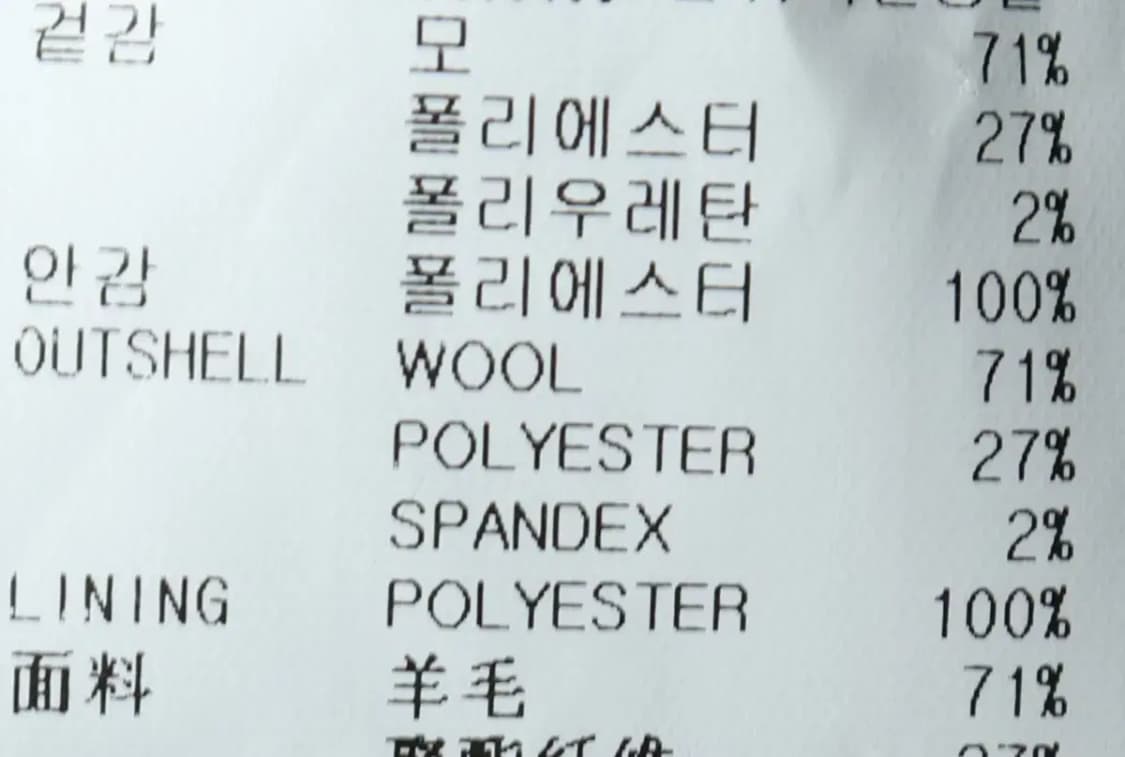 겉감 모 71%
폴리에스터 27%
폴리우레탄 2%
안감 폴리에스터 100%
OUTSHELL WOOL 71%
POLYESTER 27%
SPANDEX 2%
LINING POLYESTER 100%
面料 羊毛 71%